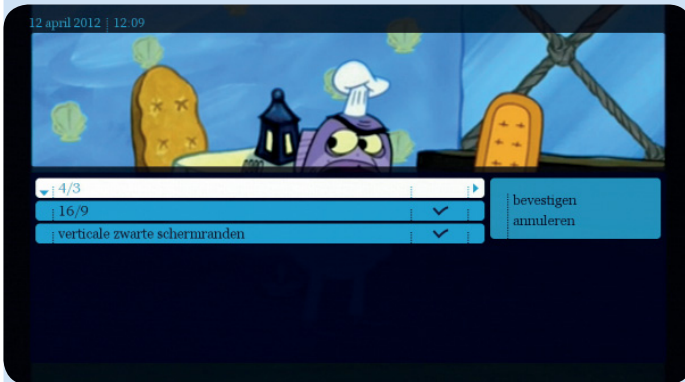 12 april 2012 | 12:09
4/3
16/9
verticale zwarte schermranden
bevestigen
annuleren